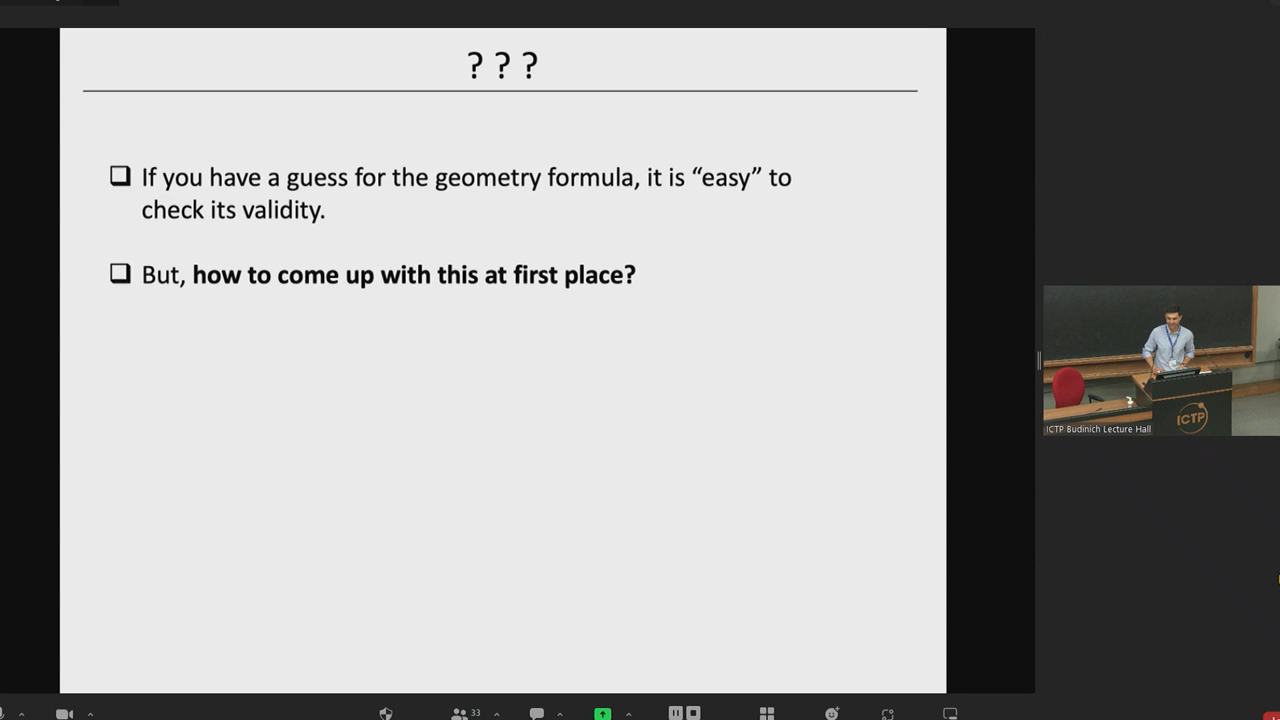 ? ? ?
If you have a guess for the geometry formula, it is “easy” to
check its validity.
But, how to come up with this at first place?
ICTP
ICTP Budinich Lecture Hall
33